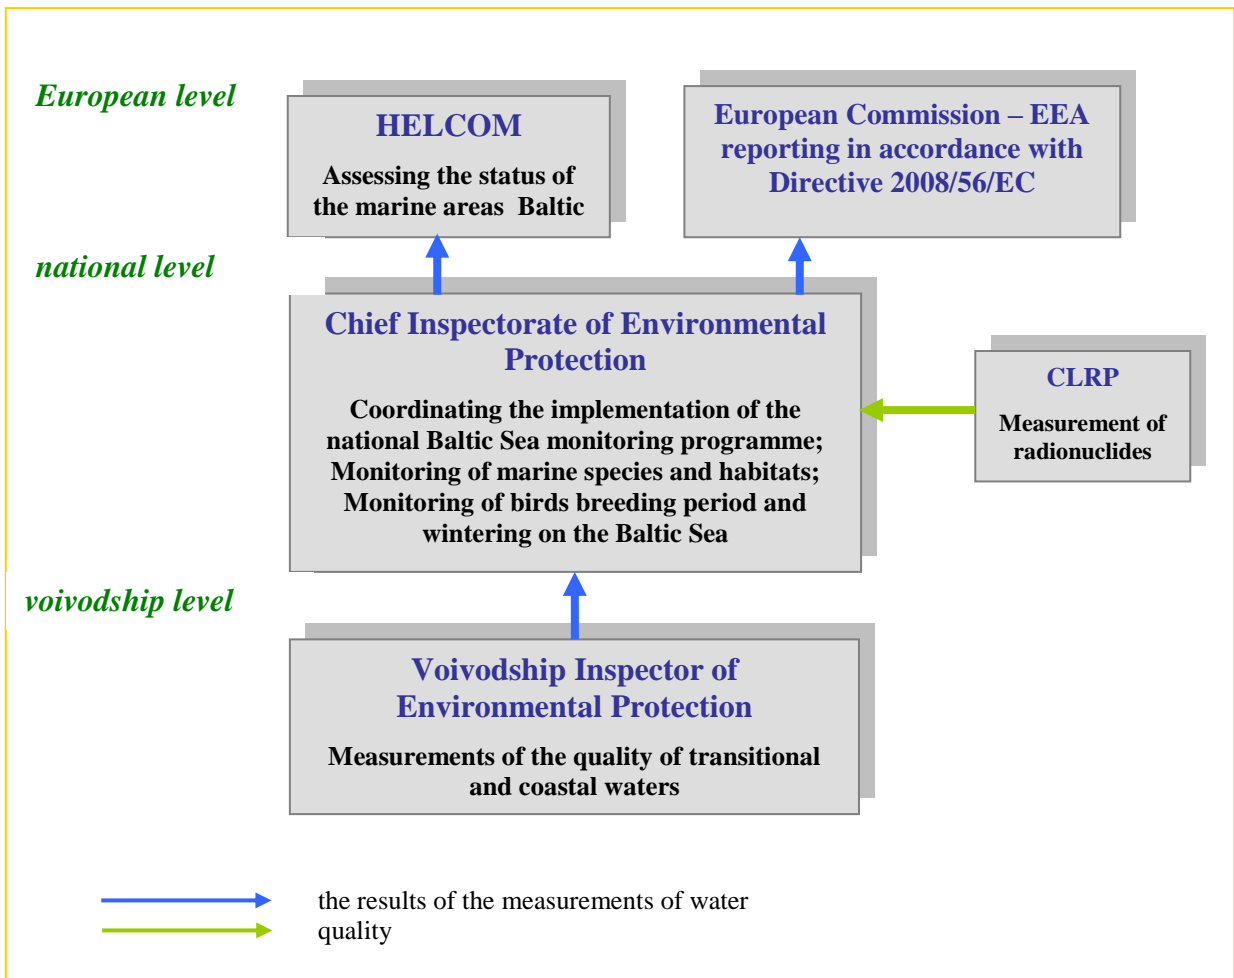 European level
HELCOM
Assessing the status of
the marine areas  Baltic
European Commission – EEA
reporting in accordance with
Directive 2008/56/EC
national level
Chief Inspectorate of Environmental
Protection
Coordinating the implementation of the
national Baltic Sea monitoring programme;
Monitoring of marine species and habitats;
Monitoring of birds breeding period and
wintering on the Baltic Sea
CLRP
Measurement of
radionuclides
voivodship level
Voivodship Inspector of
Environmental Protection
Measurements of the quality of transitional
and coastal waters
the results of the measurements of water
quality